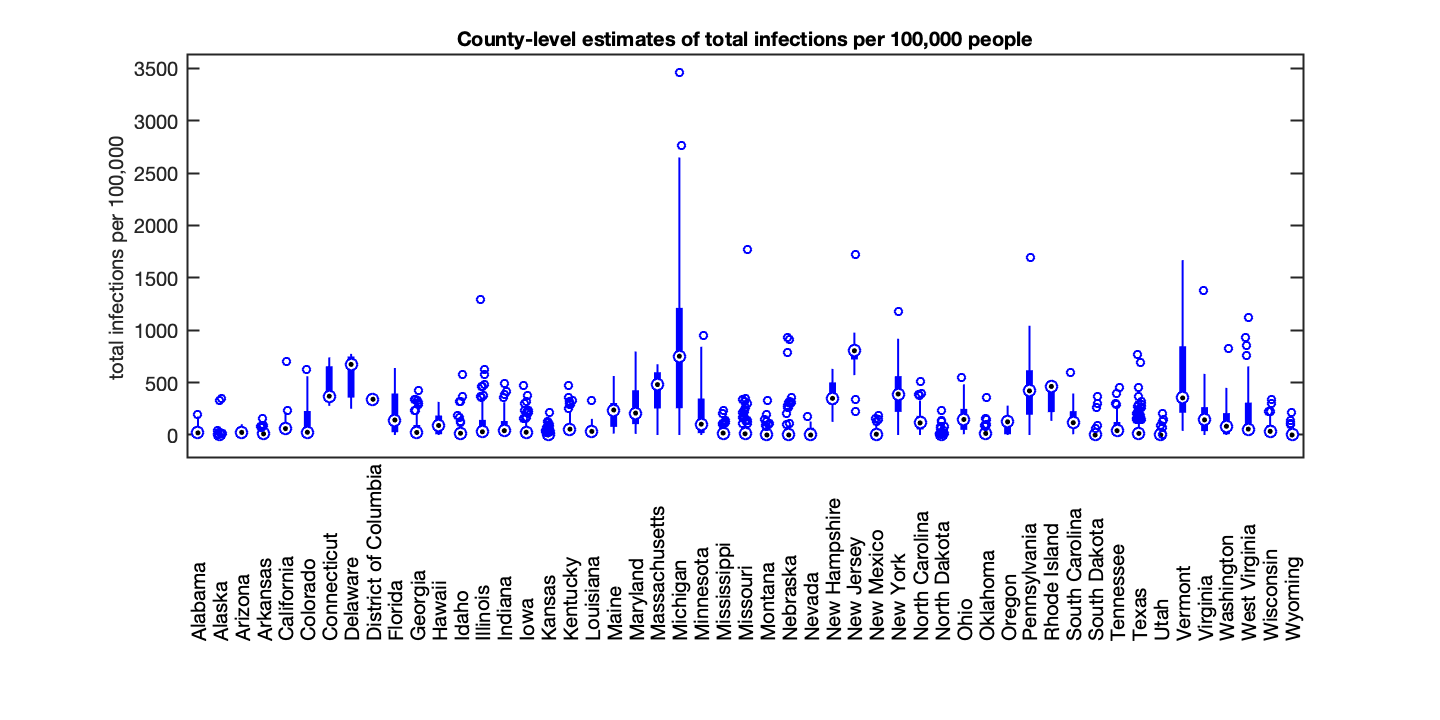 County-level estimates of total infections per 100,000 people
total infections per 100,000
3500
3000
2500
2000
1500
1000
500
0
Alabama
Alaska
Arizona
Arkansas
California
Colorado
Connecticut
Delaware
District of Columbia
Florida
Georgia
Hawaii
Idaho
Illinois
Indiana
Iowa
Kansas
Kentucky
Louisiana
Maine
Maryland
Massachusetts
Michigan
Minnesota
Mississippi
Missouri
Montana
Nebraska
Nevada
New Hampshire
New Jersey
New Mexico
New York
North Carolina
North Dakota
Ohio
Oklahoma
Oregon
Pennsylvania
Rhode Island
South Carolina
South Dakota
Tennessee
Texas
Utah
Vermont
Virginia
Washington
West Virginia
Wisconsin
Wyoming